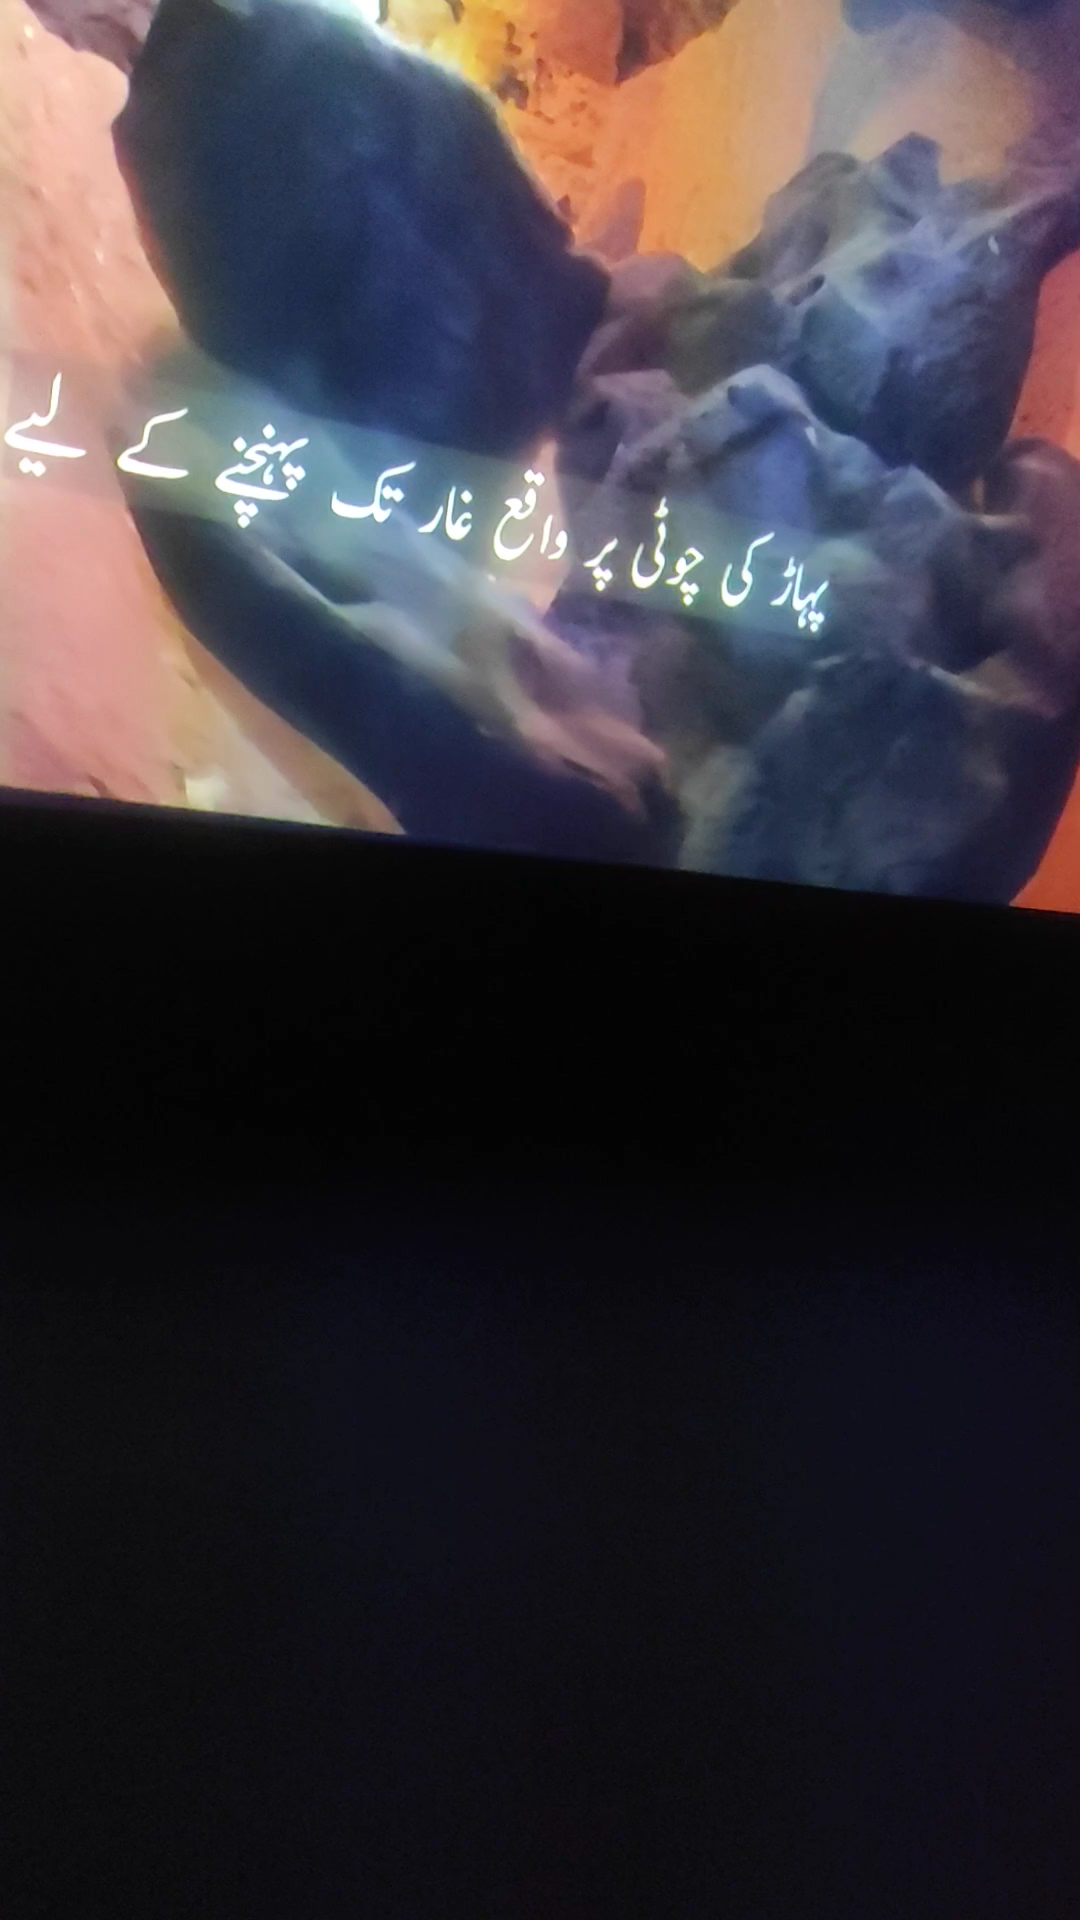 پہاڑ کی چوٹی پر واقع غار تک پہنچنے کے لیے